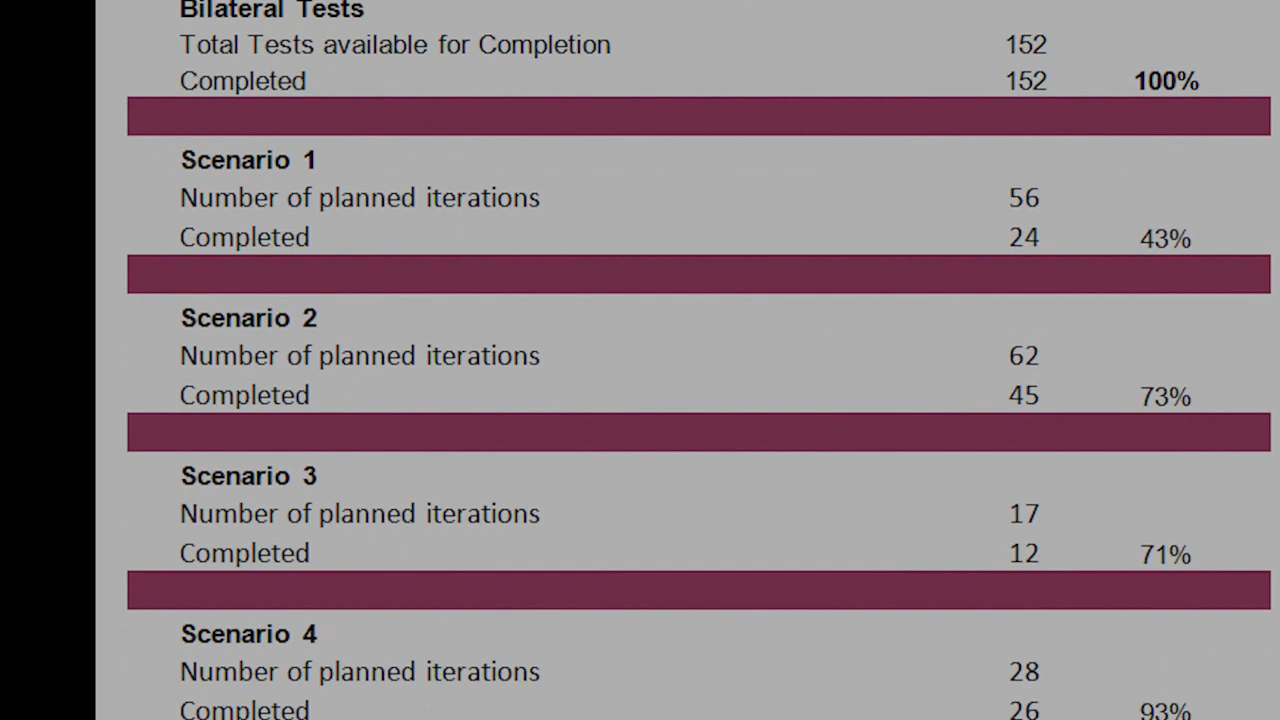 Bilateral Tests
Total Tests available for Completion 152
Completed 152 100%
Scenario 1
Number of planned iterations 56
Completed 24 43%
Scenario 2
Number of planned iterations 62
Completed 45 73%
Scenario 3
Number of planned iterations 17
Completed 12 71%
Scenario 4
Number of planned iterations 28
Completed 26 93%